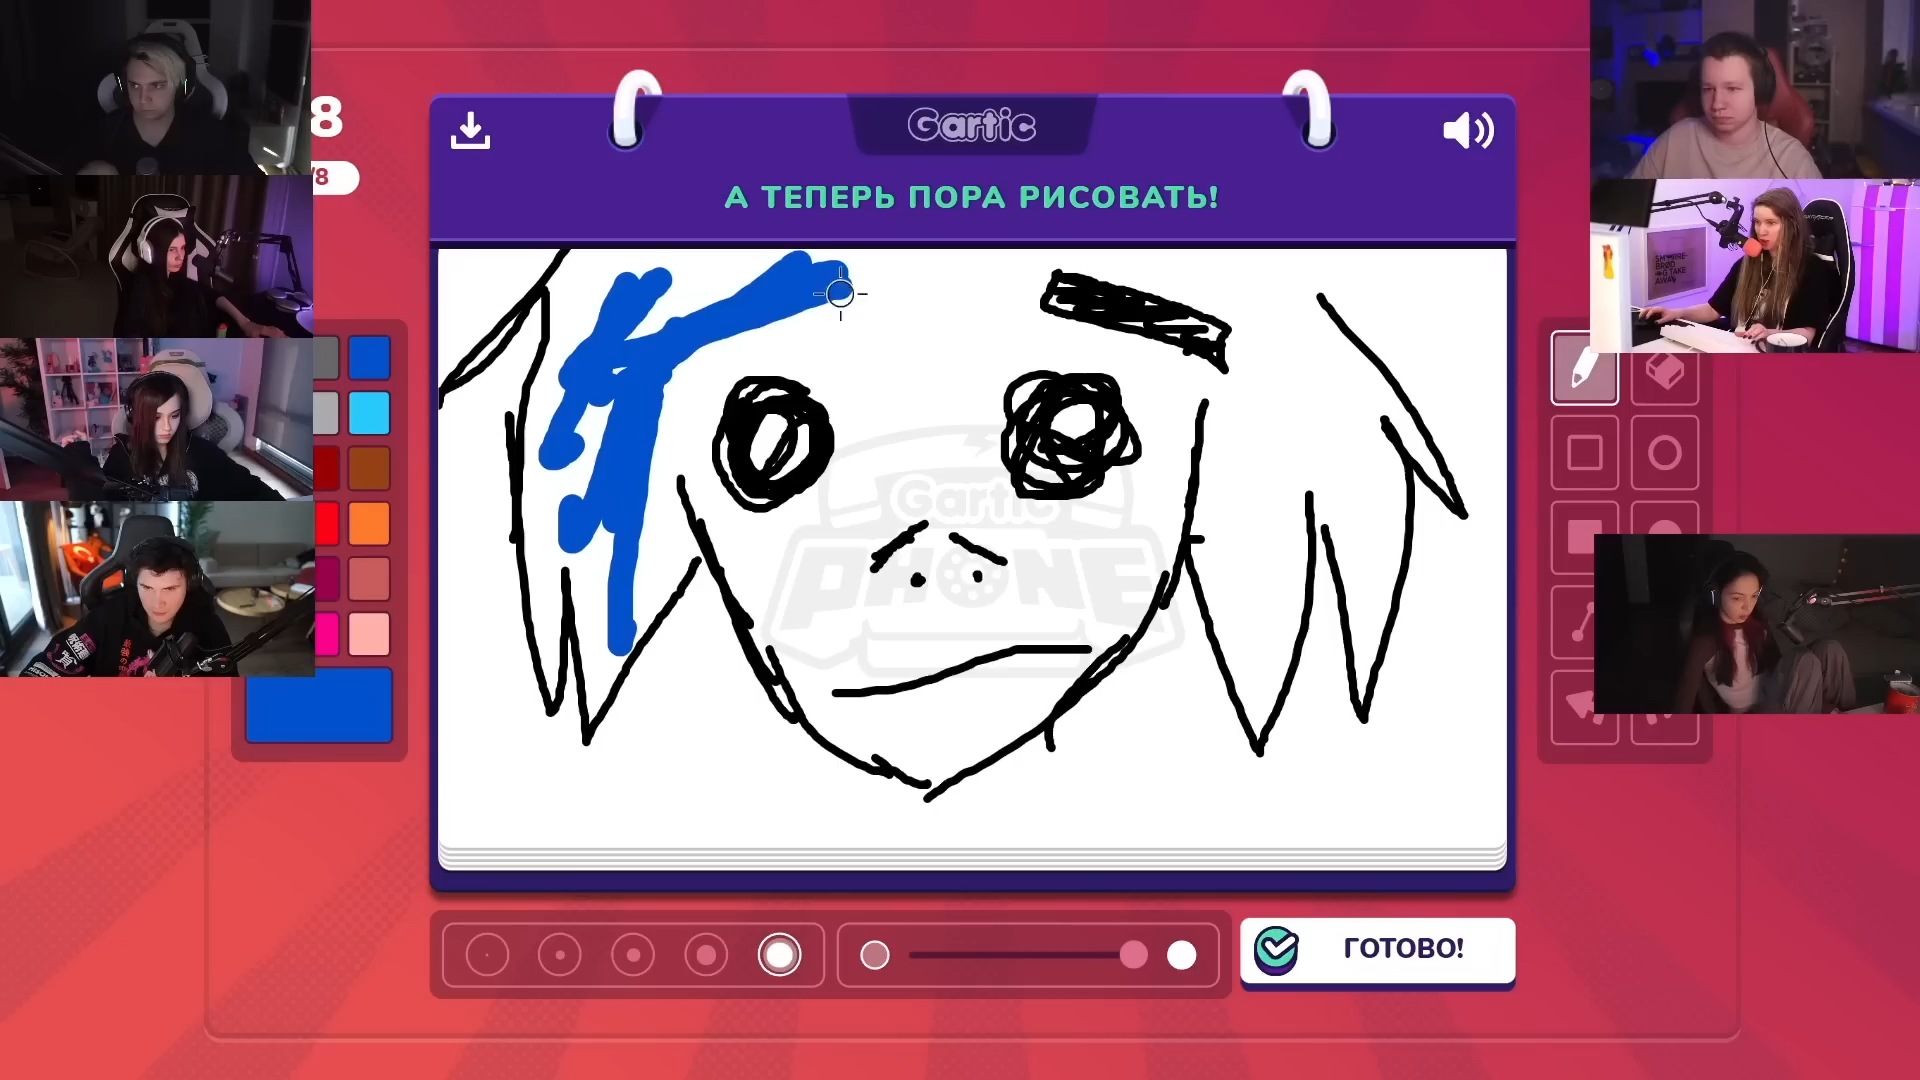 8
/8
Gartic
А ТЕПЕРЬ ПОРА РИСОВАТЬ!
Gartic
PHONE
ГОТОВО!